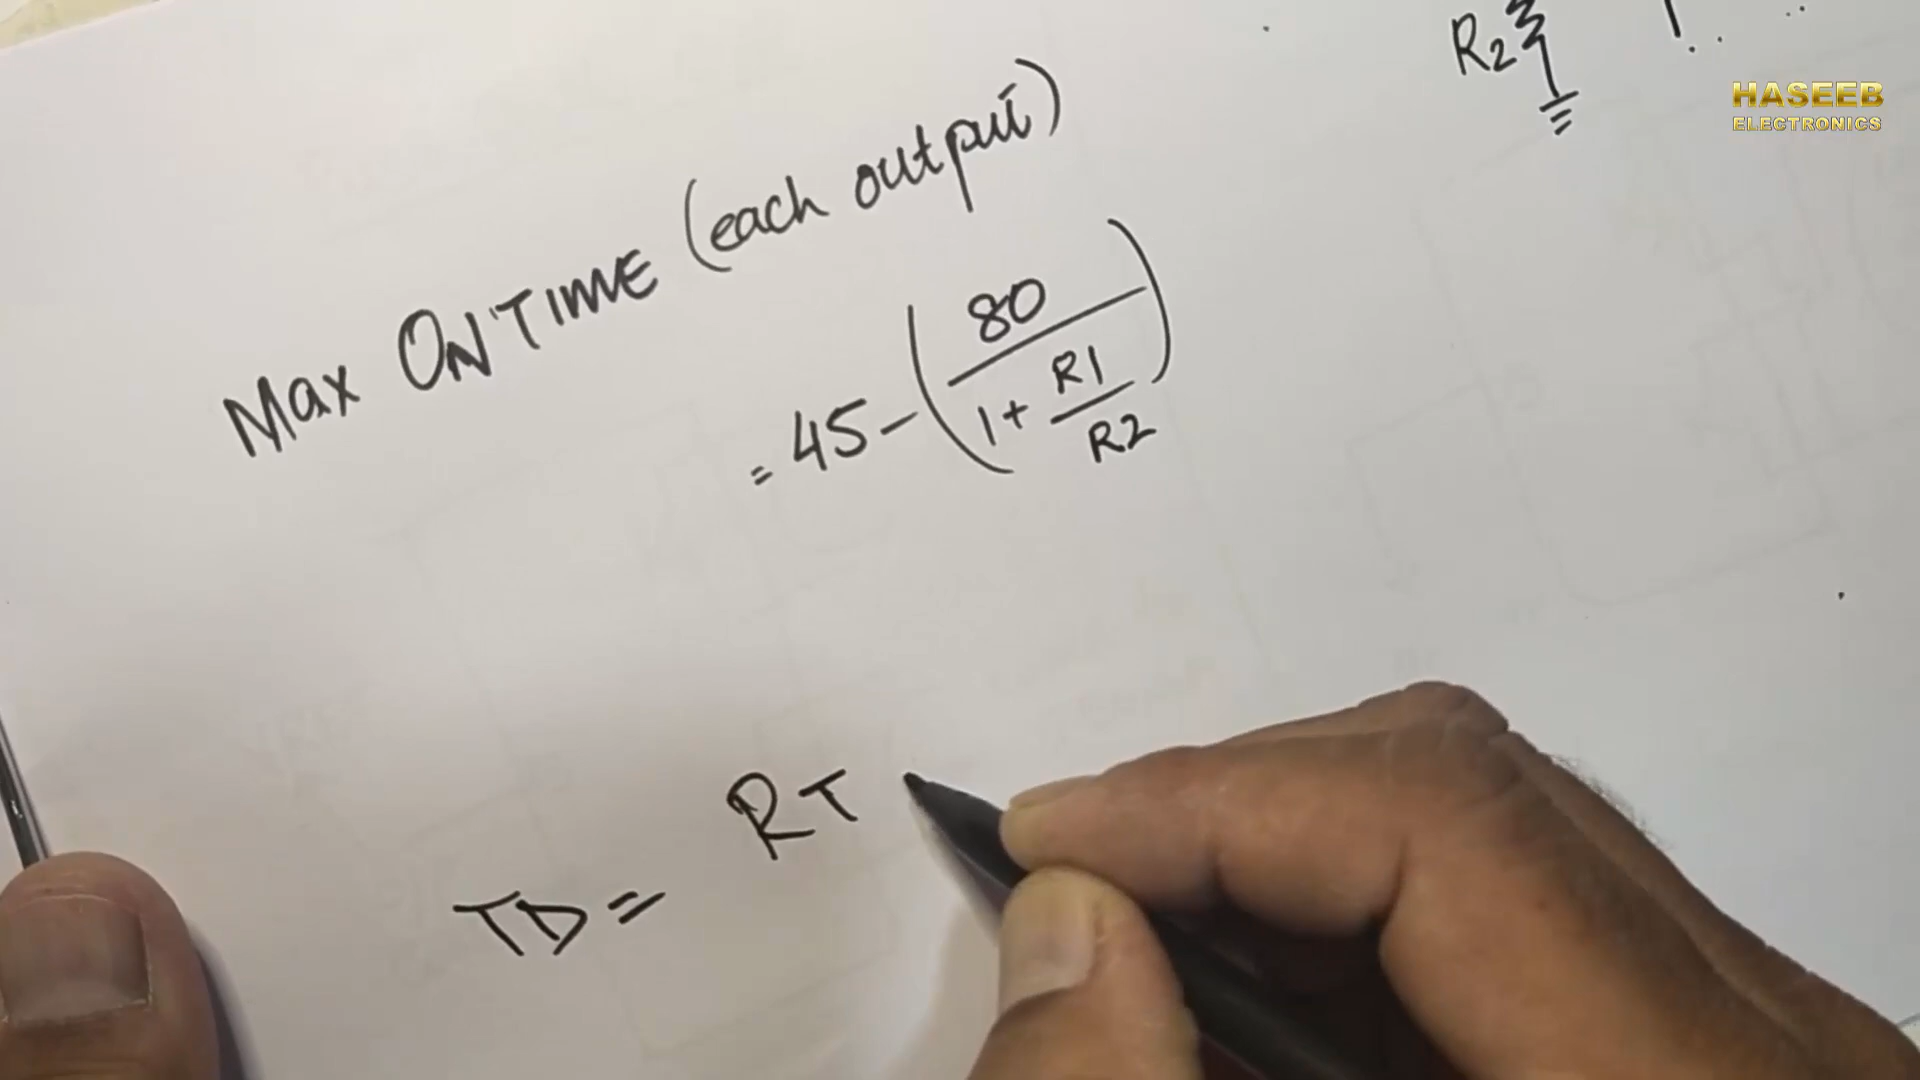 R2
HASEEB
ELECTRONICS
Max ON TIME (each output)
= 45 - (80 / (1 + R1 / R2))
TD = RT